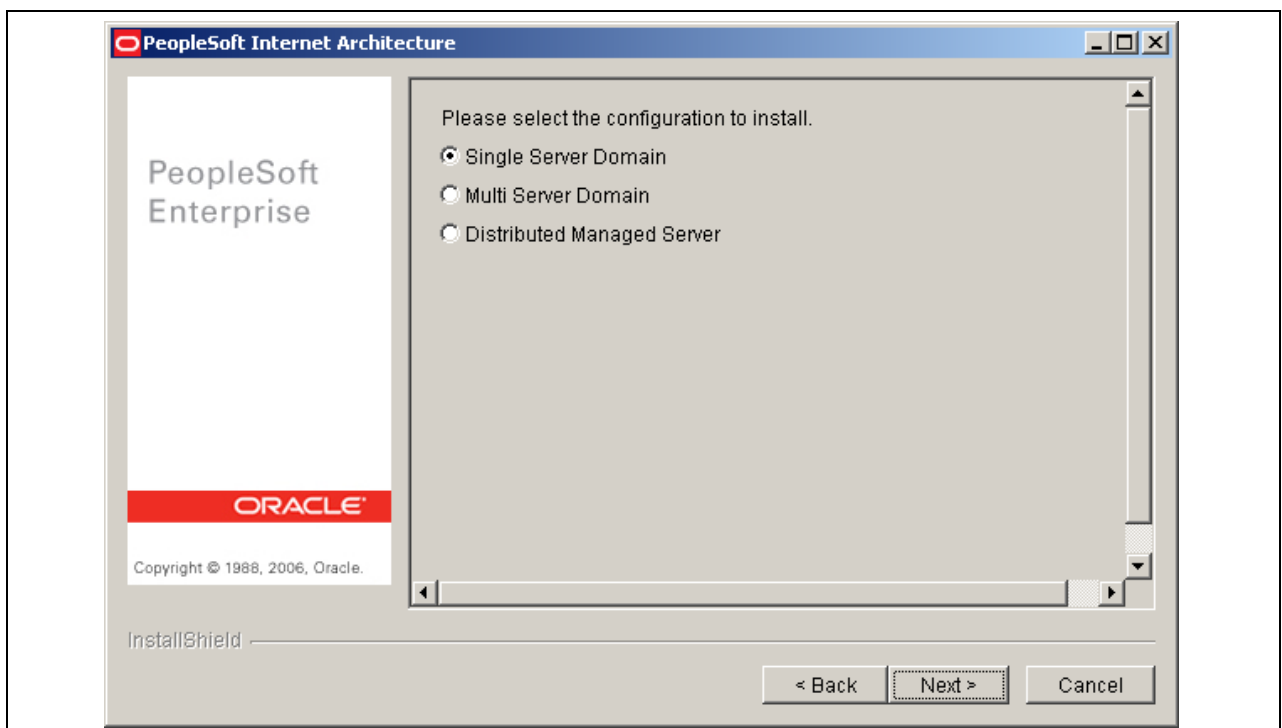 PeopleSoft Internet Architecture
PeopleSoft
Enterprise
ORACLE®
Copyright © 1988, 2006, Oracle.
Please select the configuration to install.
Single Server Domain
Multi Server Domain
Distributed Managed Server
InstallShield
< Back
Next >
Cancel